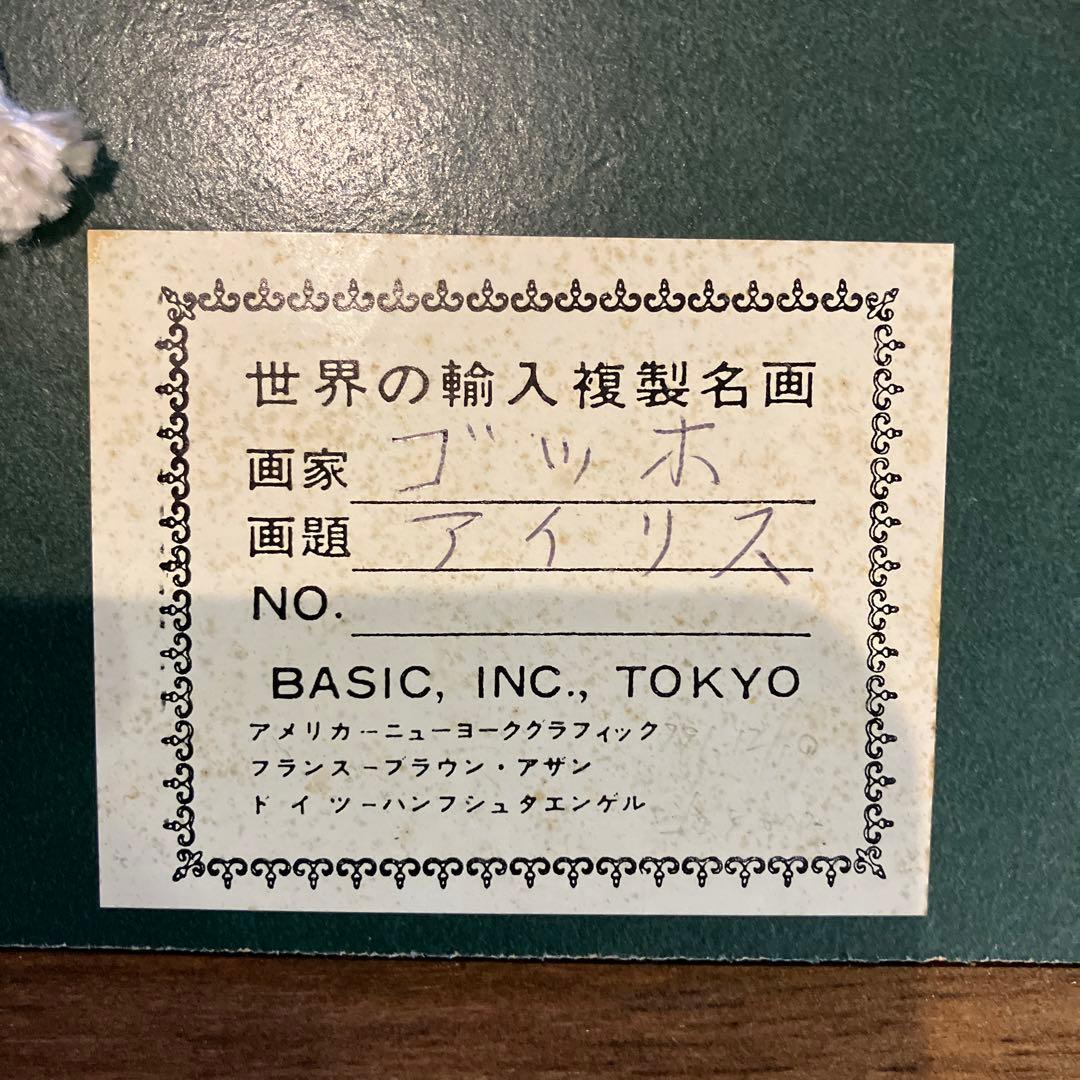 世界の輸入複製名画
画家 ゴッホ
画題 アイリス
NO.
BASIC, INC., TOKYO
アメリカ-ニューヨークグラフィック
フランス-ブラウン・アザン
ドイツ-ハンフシュタエンゲル